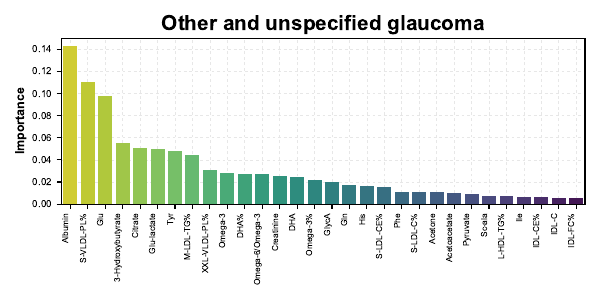 Other and unspecified glaucoma
Importance
0.14
0.12
0.10
0.08
0.06
0.04
0.02
0.00
Albumin
S-VLDL-PL%
Glu
3-Hydroxybutyrate
Citrate
Glu-lactate
Tyr
M-LDL-TG%
XXL-VLDL-PL%
Omega-3
DHA%
Omega-6/Omega-3
Creatinine
DHA
Omega-3%
GlycA
Gln
His
S-LDL-CE%
Phe
S-LDL-C%
Acetone
Acetoacetate
Pyruvate
L-HDL-TG%
Ile
IDL-CE%
IDL-C
IDL-FC%